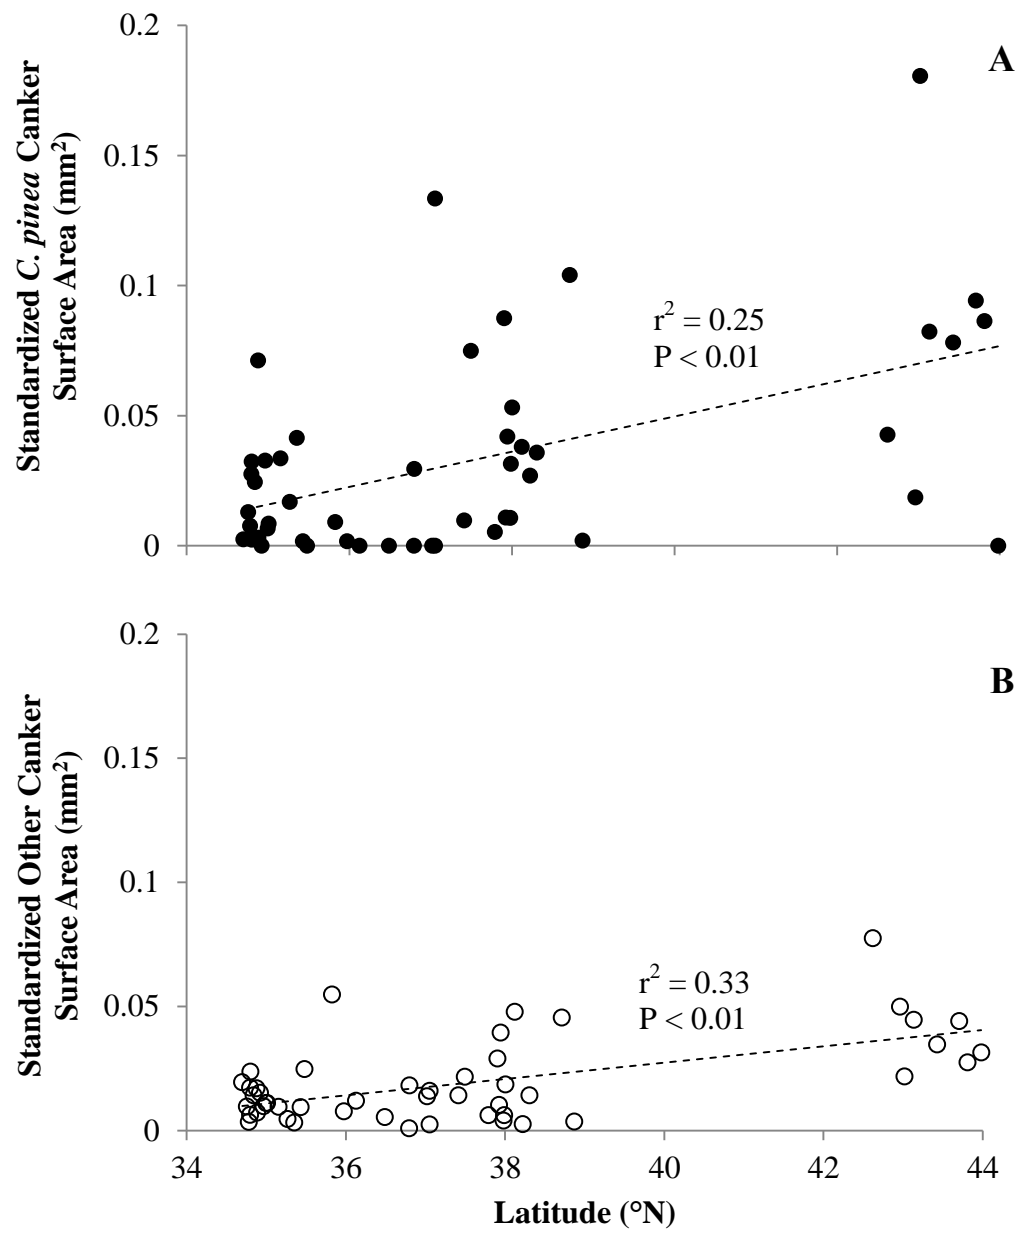 A
Standardized C. pinea Canker
Surface Area (mm²)
0.2
0.15
0.1
0.05
0
r² = 0.25
P < 0.01
B
Standardized Other Canker
Surface Area (mm²)
0.2
0.15
0.1
0.05
0
r² = 0.33
P < 0.01
34 36 38 40 42 44
Latitude (°N)